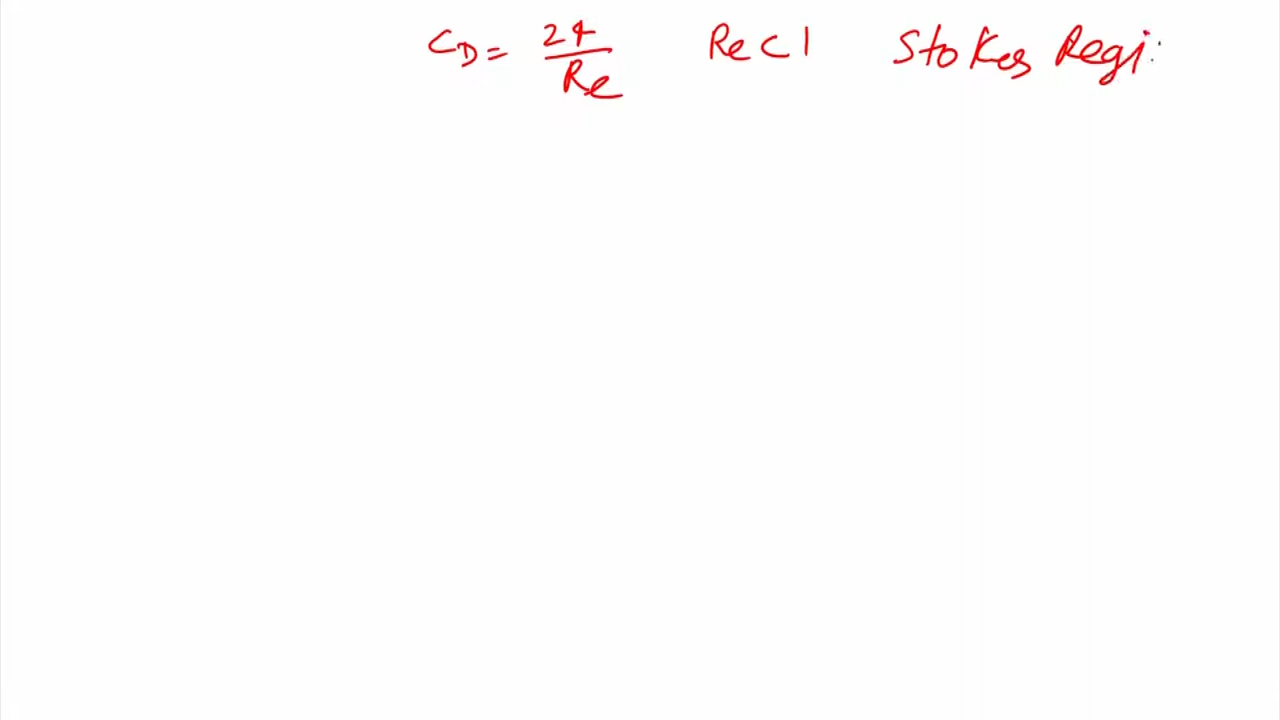 C_D = 24/Re Re < 1 Stokes Regi